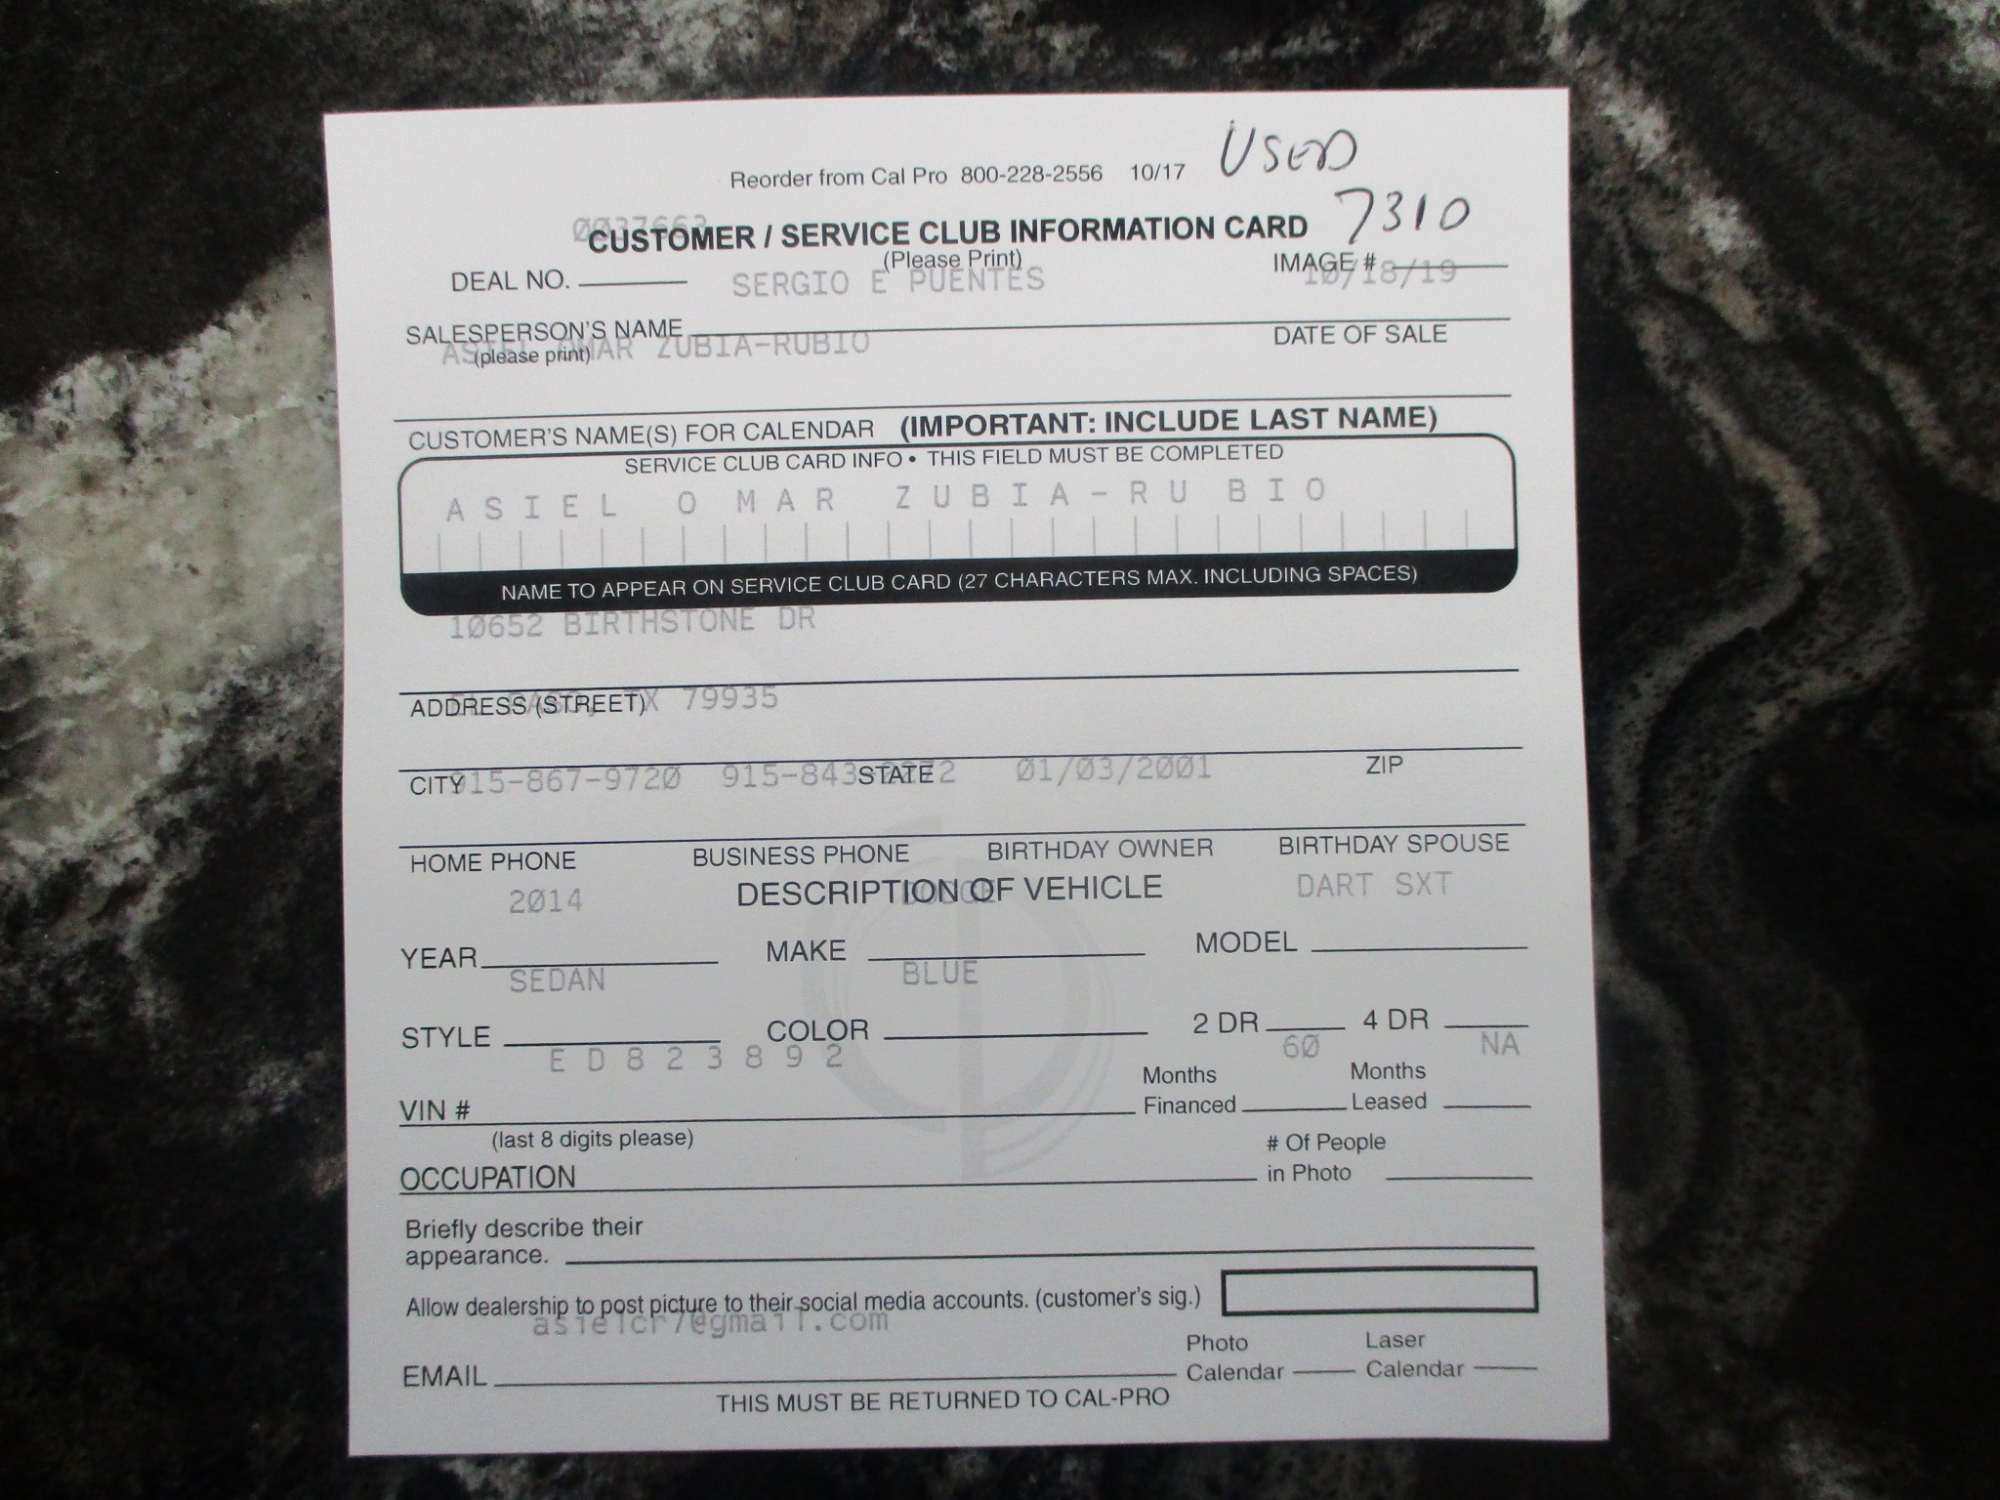 Reorder from Cal Pro 800-228-2556 10/17 USED
7310
CUSTOMER / SERVICE CLUB INFORMATION CARD
(Please Print)
DEAL NO. SERGIO E PUENTES IMAGE # 10/18/19
SALESPERSON'S NAME DATE OF SALE
(please print)
ASIEL OMAR ZUBIA-RUBIO
CUSTOMER'S NAME(S) FOR CALENDAR (IMPORTANT: INCLUDE LAST NAME)
SERVICE CLUB CARD INFO • THIS FIELD MUST BE COMPLETED
ASIEL OMAR ZUBIA-RUBIO
NAME TO APPEAR ON SERVICE CLUB CARD (27 CHARACTERS MAX. INCLUDING SPACES)
10652 BIRTHSTONE DR
ADDRESS (STREET)
TX 79935
CITY STATE ZIP
915-867-9720 01/03/2001
HOME PHONE BUSINESS PHONE BIRTHDAY OWNER BIRTHDAY SPOUSE
DESCRIPTION OF VEHICLE
2014 DODGE DART SXT
YEAR MAKE MODEL
SEDAN BLUE
STYLE COLOR 2 DR 4 DR
ED823892 60 NA
VIN # Months Financed Months Leased
(last 8 digits please)
OCCUPATION # Of People in Photo
Briefly describe their
appearance.
Allow dealership to post picture to their social media accounts. (customer's sig.)
asielcr7@gmail.com
EMAIL Photo Calendar Laser Calendar
THIS MUST BE RETURNED TO CAL-PRO